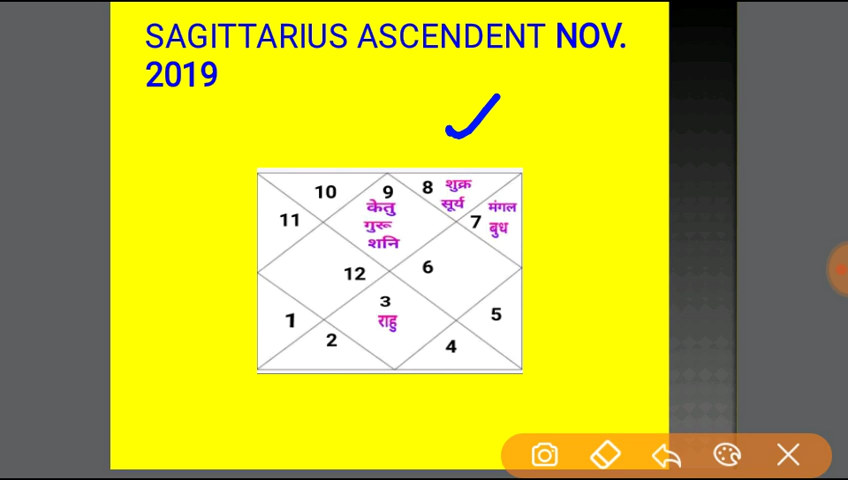 SAGITTARIUS ASCENDENT NOV.
2019
10
9
8 शुक्र
सूर्य
11
केतु
गुरू
शनि
7 मंगल
बुध
12
6
3
राहु
1
2
5
4